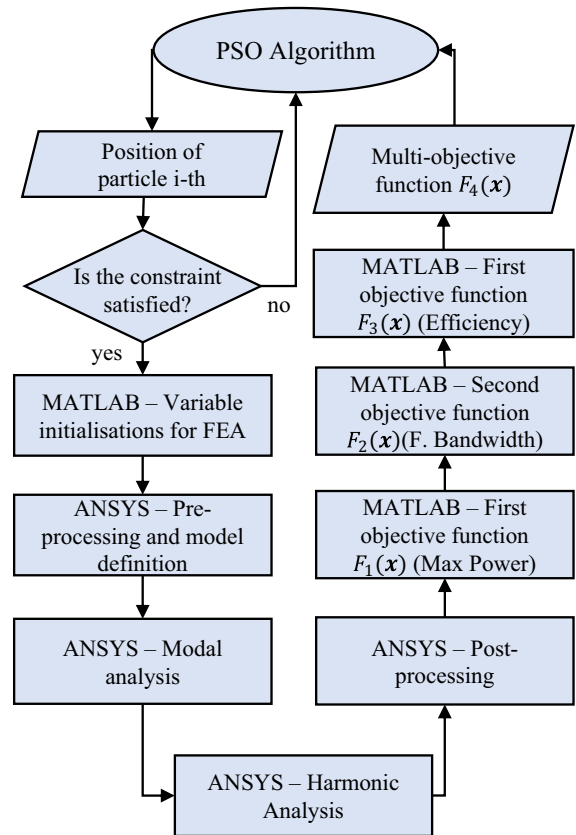 PSO Algorithm
Position of
particle i-th
Is the constraint
satisfied?
no
yes
MATLAB – Variable
initialisations for FEA
ANSYS – Pre-
processing and model
definition
ANSYS – Modal
analysis
ANSYS – Harmonic
Analysis
ANSYS – Post-
processing
MATLAB – First
objective function
F₁(x) (Max Power)
MATLAB – Second
objective function
F₂(x)(F. Bandwidth)
MATLAB – First
objective function
F₃(x) (Efficiency)
Multi-objective
function F₄(x)